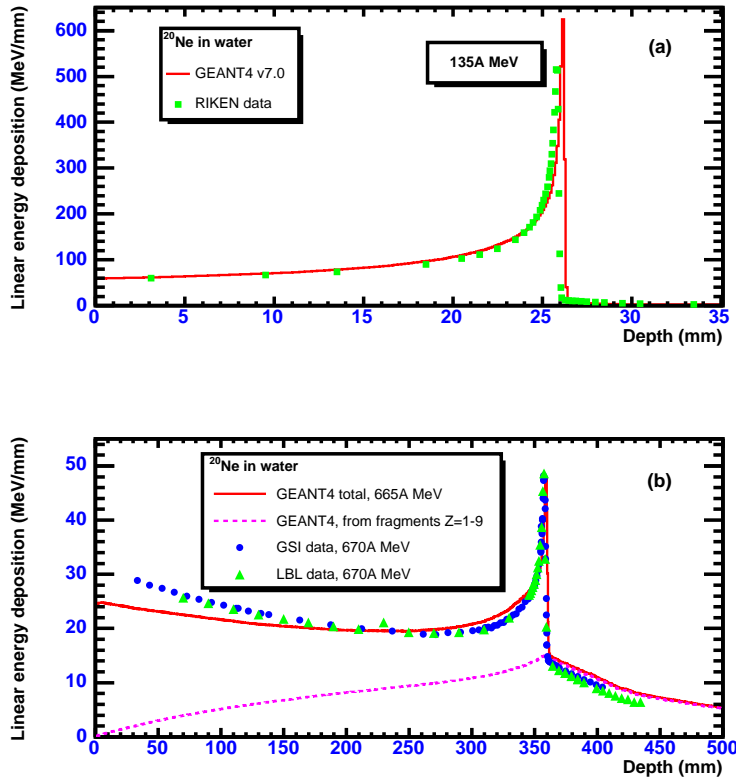 Linear energy deposition (MeV/mm)
600
500
400
300
200
100
0
²⁰Ne in water
GEANT4 v7.0
RIKEN data
135A MeV
(a)
0 5 10 15 20 25 30 35
Depth (mm)
Linear energy deposition (MeV/mm)
50
40
30
20
10
0
²⁰Ne in water
GEANT4 total, 665A MeV
GEANT4, from fragments Z=1-9
GSI data, 670A MeV
LBL data, 670A MeV
(b)
0 50 100 150 200 250 300 350 400 450 500
Depth (mm)